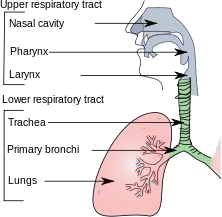 Upper respiratory tract
Nasal cavity
Pharynx
Larynx
Lower respiratory tract
Trachea
Primary bronchi
Lungs